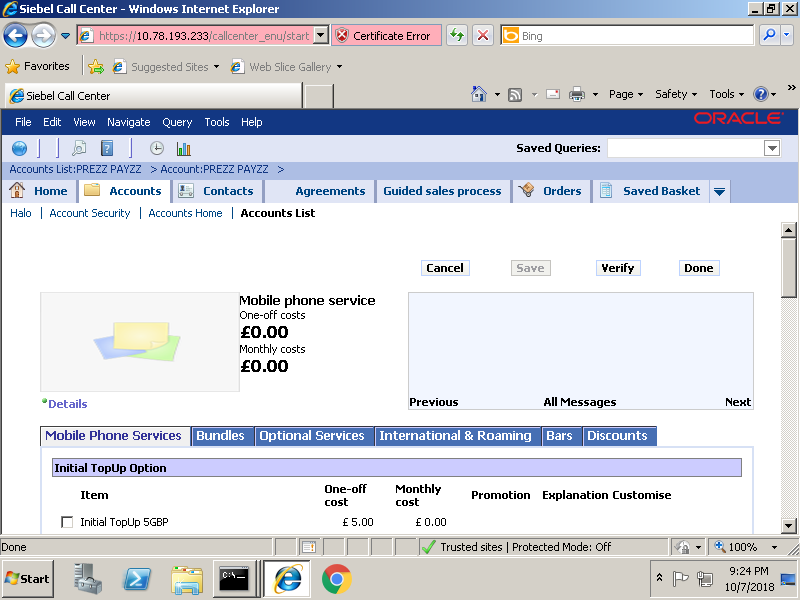 Siebel Call Center - Windows Internet Explorer
https://10.78.193.233/callcenter_enu/start
Certificate Error
Bing
Favorites
Suggested Sites
Web Slice Gallery
Siebel Call Center
Page
Safety
Tools
File Edit View Navigate Query Tools Help
ORACLE
Saved Queries:
Accounts List:PREZZ PAYZZ > Account:PREZZ PAYZZ >
Home Accounts Contacts Agreements Guided sales process Orders Saved Basket
Halo | Account Security | Accounts Home | Accounts List
Cancel Save Verify Done
Mobile phone service
One-off costs
£0.00
Monthly costs
£0.00
Details
Previous All Messages Next
Mobile Phone Services Bundles Optional Services International & Roaming Bars Discounts
Initial TopUp Option
Item One-off cost Monthly cost Promotion Explanation Customise
Initial TopUp 5GBP £ 5.00 £ 0.00
Done
Trusted sites | Protected Mode: Off
100%
Start
C:\.
9:24 PM
10/7/2018